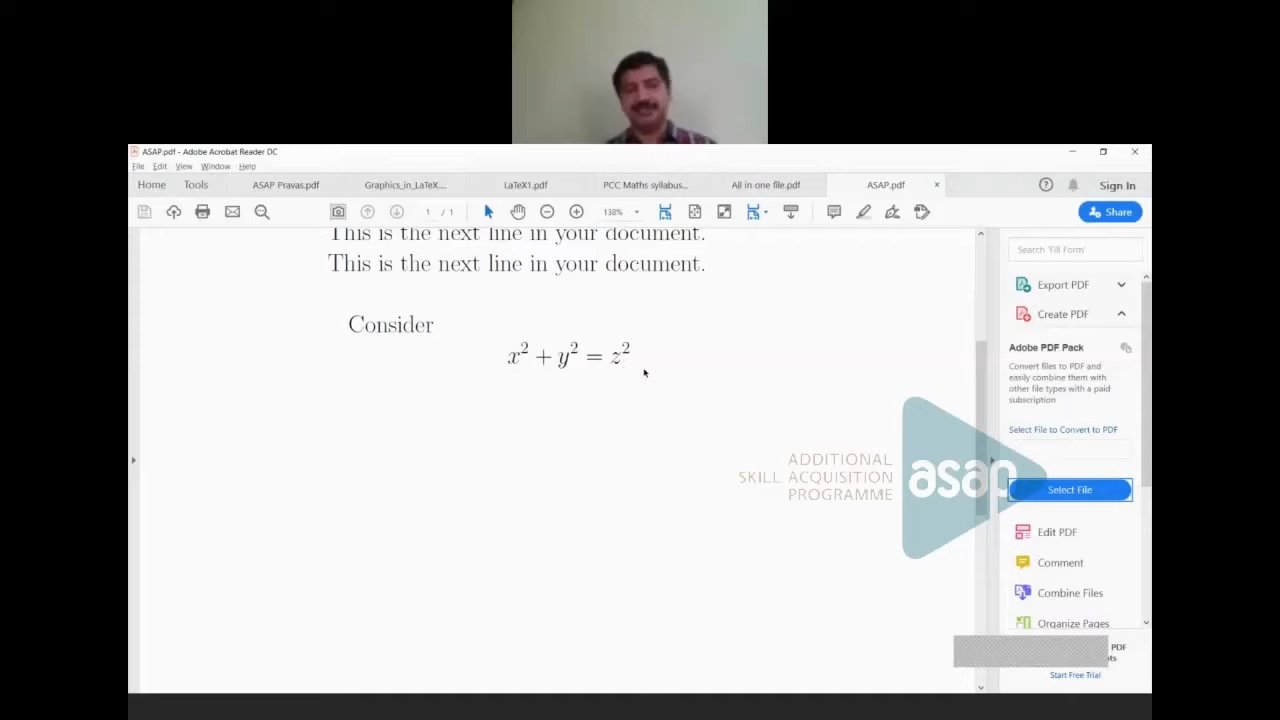 ASAP.pdf - Adobe Acrobat Reader DC
File Edit View Window Help
Home Tools ASAP Pravas.pdf Graphics_in_LaTeX.... LaTeX1.pdf PCC Maths syllabus... All in one file.pdf ASAP.pdf × Sign In
1 / 1 138% Share
This is the next line in your document.
This is the next line in your document.
Consider
x² + y² = z²
Search 'Fill Form'
Export PDF
Create PDF
Adobe PDF Pack
Convert files to PDF and
easily combine them with
other file types with a paid
subscription
Select File to Convert to PDF
Select File
Edit PDF
Comment
Combine Files
Organize Pages
PDF
Start Free Trial
ADDITIONAL
SKILL ACQUISITION
PROGRAMME
asap